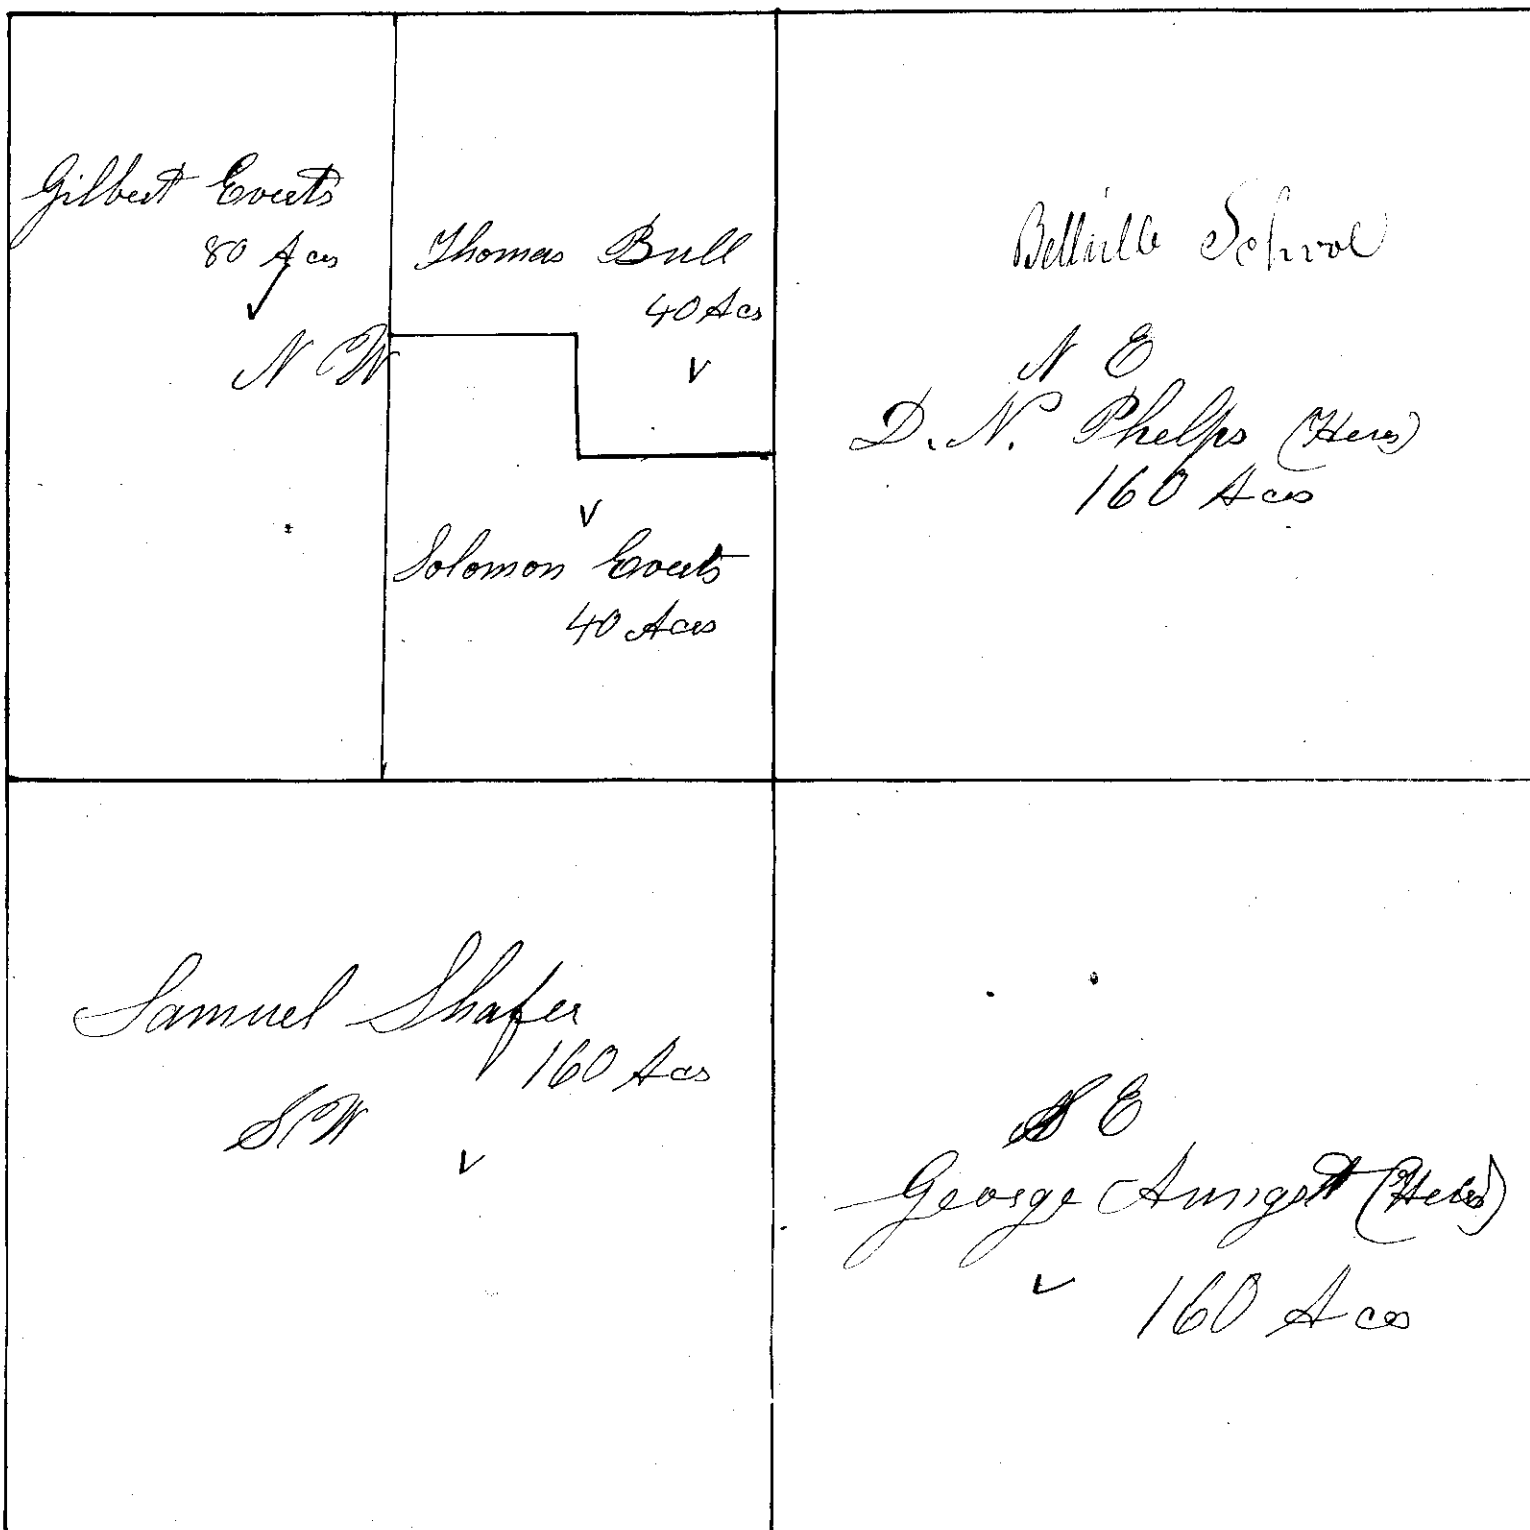 Gilbert Everts
80 Acs
N W
Thomas Bull
40 Acs
Solomon Everts
40 Acs
Bellville School
N E
D. N. Phelps (Heirs)
160 Acs
Samuel Shafer
160 Acs
S W
S E
George (Heirs)
160 Acs